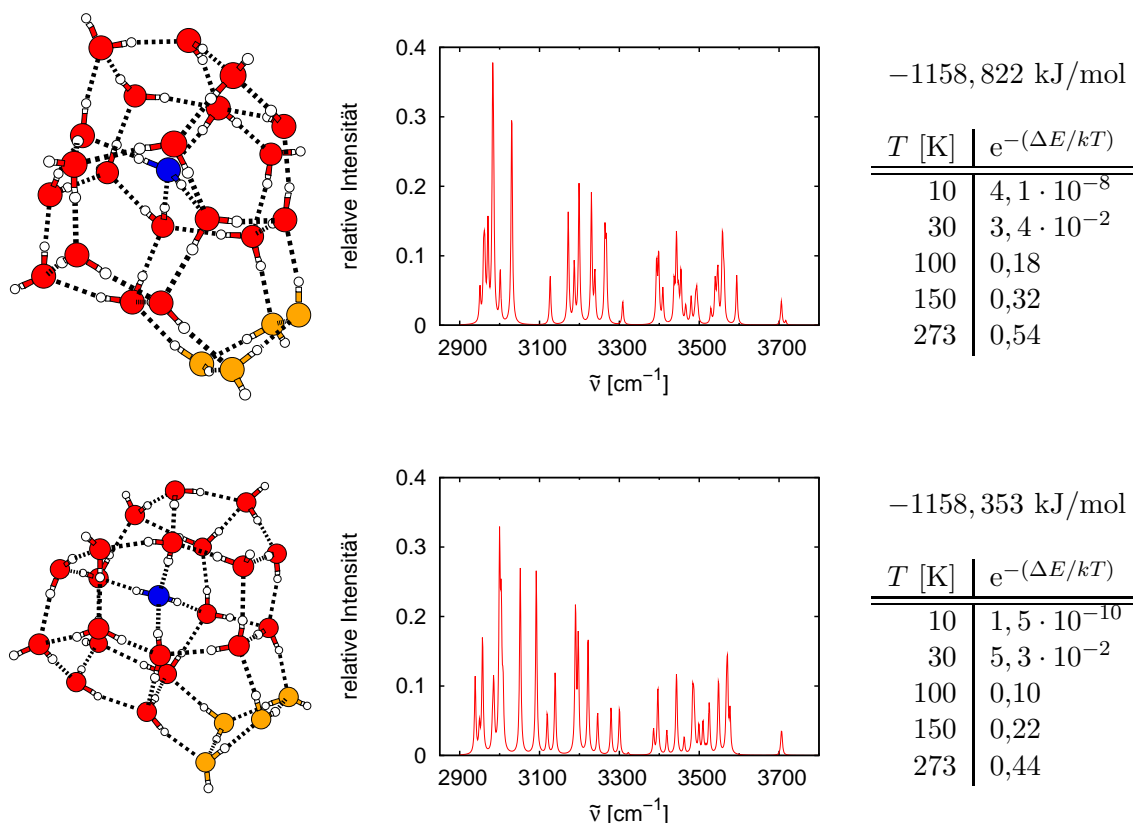 −1158, 822 kJ/mol
T [K] e^−(ΔE/kT)
10 4, 1 · 10^−8
30 3, 4 · 10^−2
100 0,18
150 0,32
273 0,54
relative Intensität
0.4
0.3
0.2
0.1
0
2900 3100 3300 3500 3700
ν̃ [cm⁻¹]
−1158, 353 kJ/mol
T [K] e^−(ΔE/kT)
10 1, 5 · 10^−10
30 5, 3 · 10^−2
100 0,10
150 0,22
273 0,44
relative Intensität
0.4
0.3
0.2
0.1
0
2900 3100 3300 3500 3700
ν̃ [cm⁻¹]